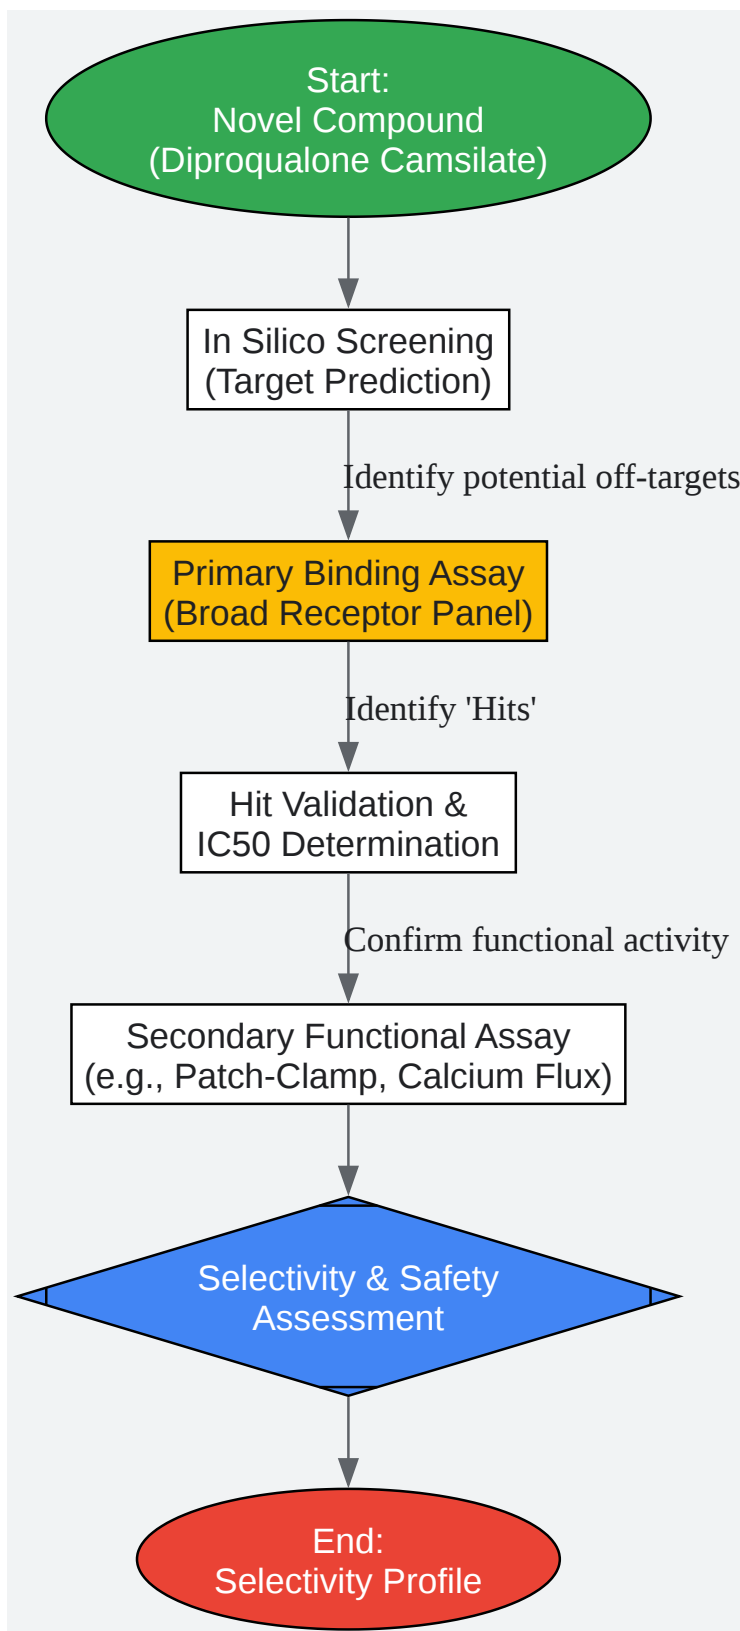 Start:
Novel Compound
(Diproqualone Camsilate)
In Silico Screening
(Target Prediction)
Identify potential off-targets
Primary Binding Assay
(Broad Receptor Panel)
Identify 'Hits'
Hit Validation &
IC50 Determination
Confirm functional activity
Secondary Functional Assay
(e.g., Patch-Clamp, Calcium Flux)
Selectivity & Safety
Assessment
End:
Selectivity Profile